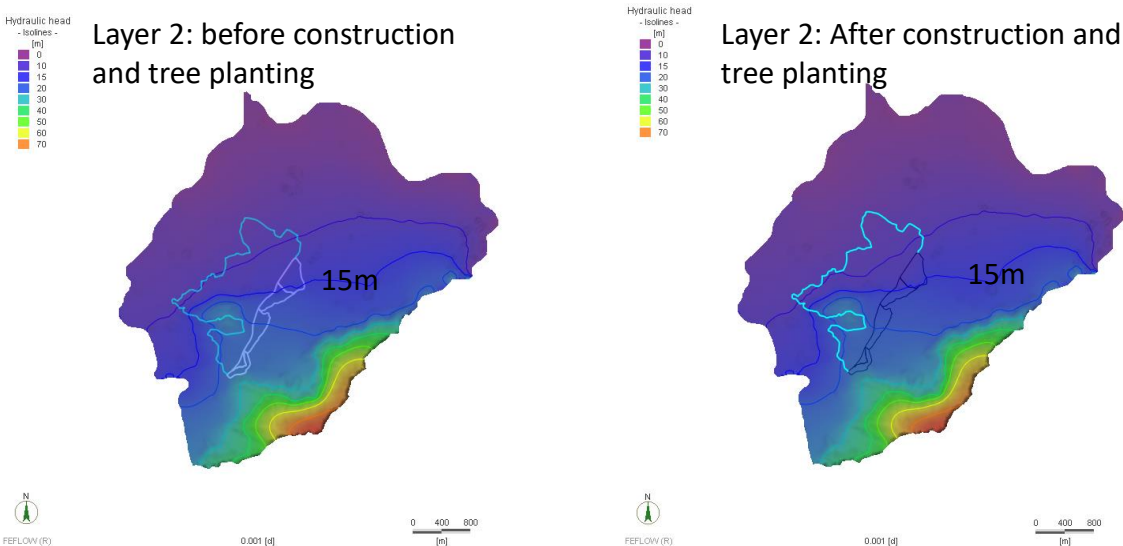 Hydraulic head
- Isolines -
[m]
0
10
15
20
30
40
50
60
70
Layer 2: before construction
and tree planting
15m
N
FEFLOW (R)
0.001 [d]
0 400 800
[m]
Hydraulic head
- Isolines -
[m]
0
10
15
20
30
40
50
60
70
Layer 2: After construction and
tree planting
15m
N
FEFLOW (R)
0.001 [d]
0 400 800
[m]